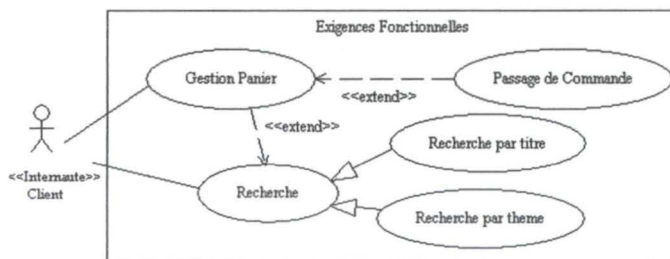 Exigences Fonctionnelles
Gestion Panier
Passage de Commande
<<extend>>
<<extend>>
Recherche par titre
<<Internaute>>
Client
Recherche
Recherche par theme